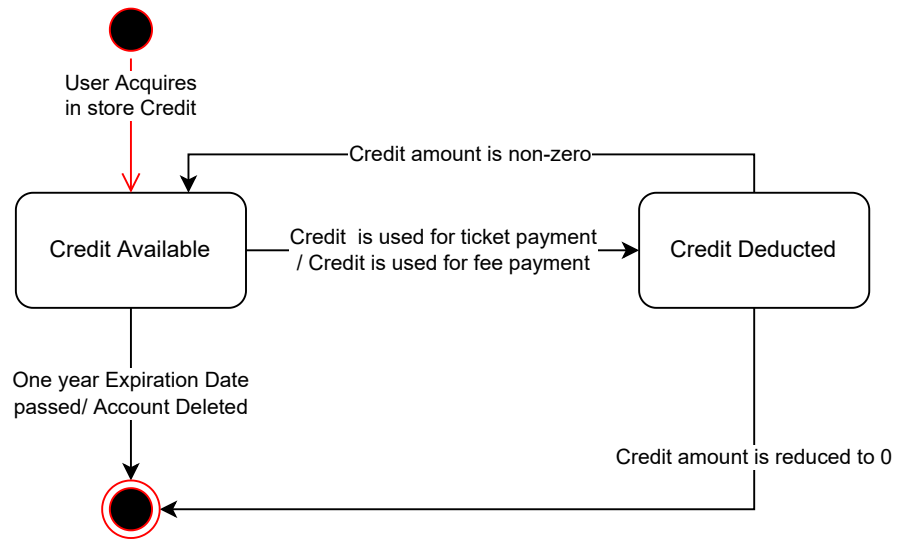 User Acquires
in store Credit
Credit amount is non-zero
Credit Available
Credit  is used for ticket payment
/ Credit is used for fee payment
Credit Deducted
One year Expiration Date
passed/ Account Deleted
Credit amount is reduced to 0